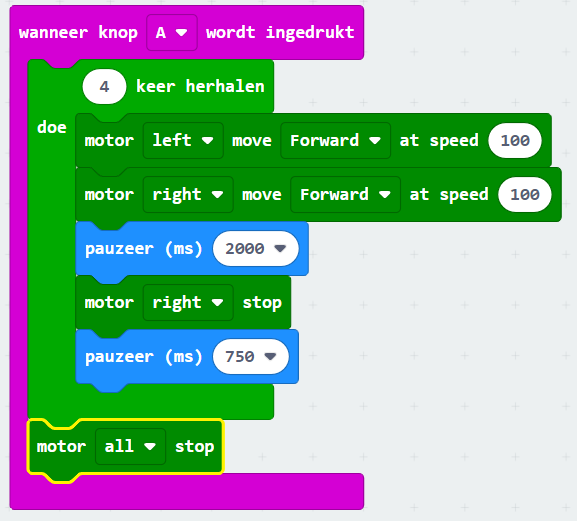 wanneer knop A wordt ingedrukt
4 keer herhalen
doe
motor left move Forward at speed 100
motor right move Forward at speed 100
pauzeer (ms) 2000
motor right stop
pauzeer (ms) 750
motor all stop